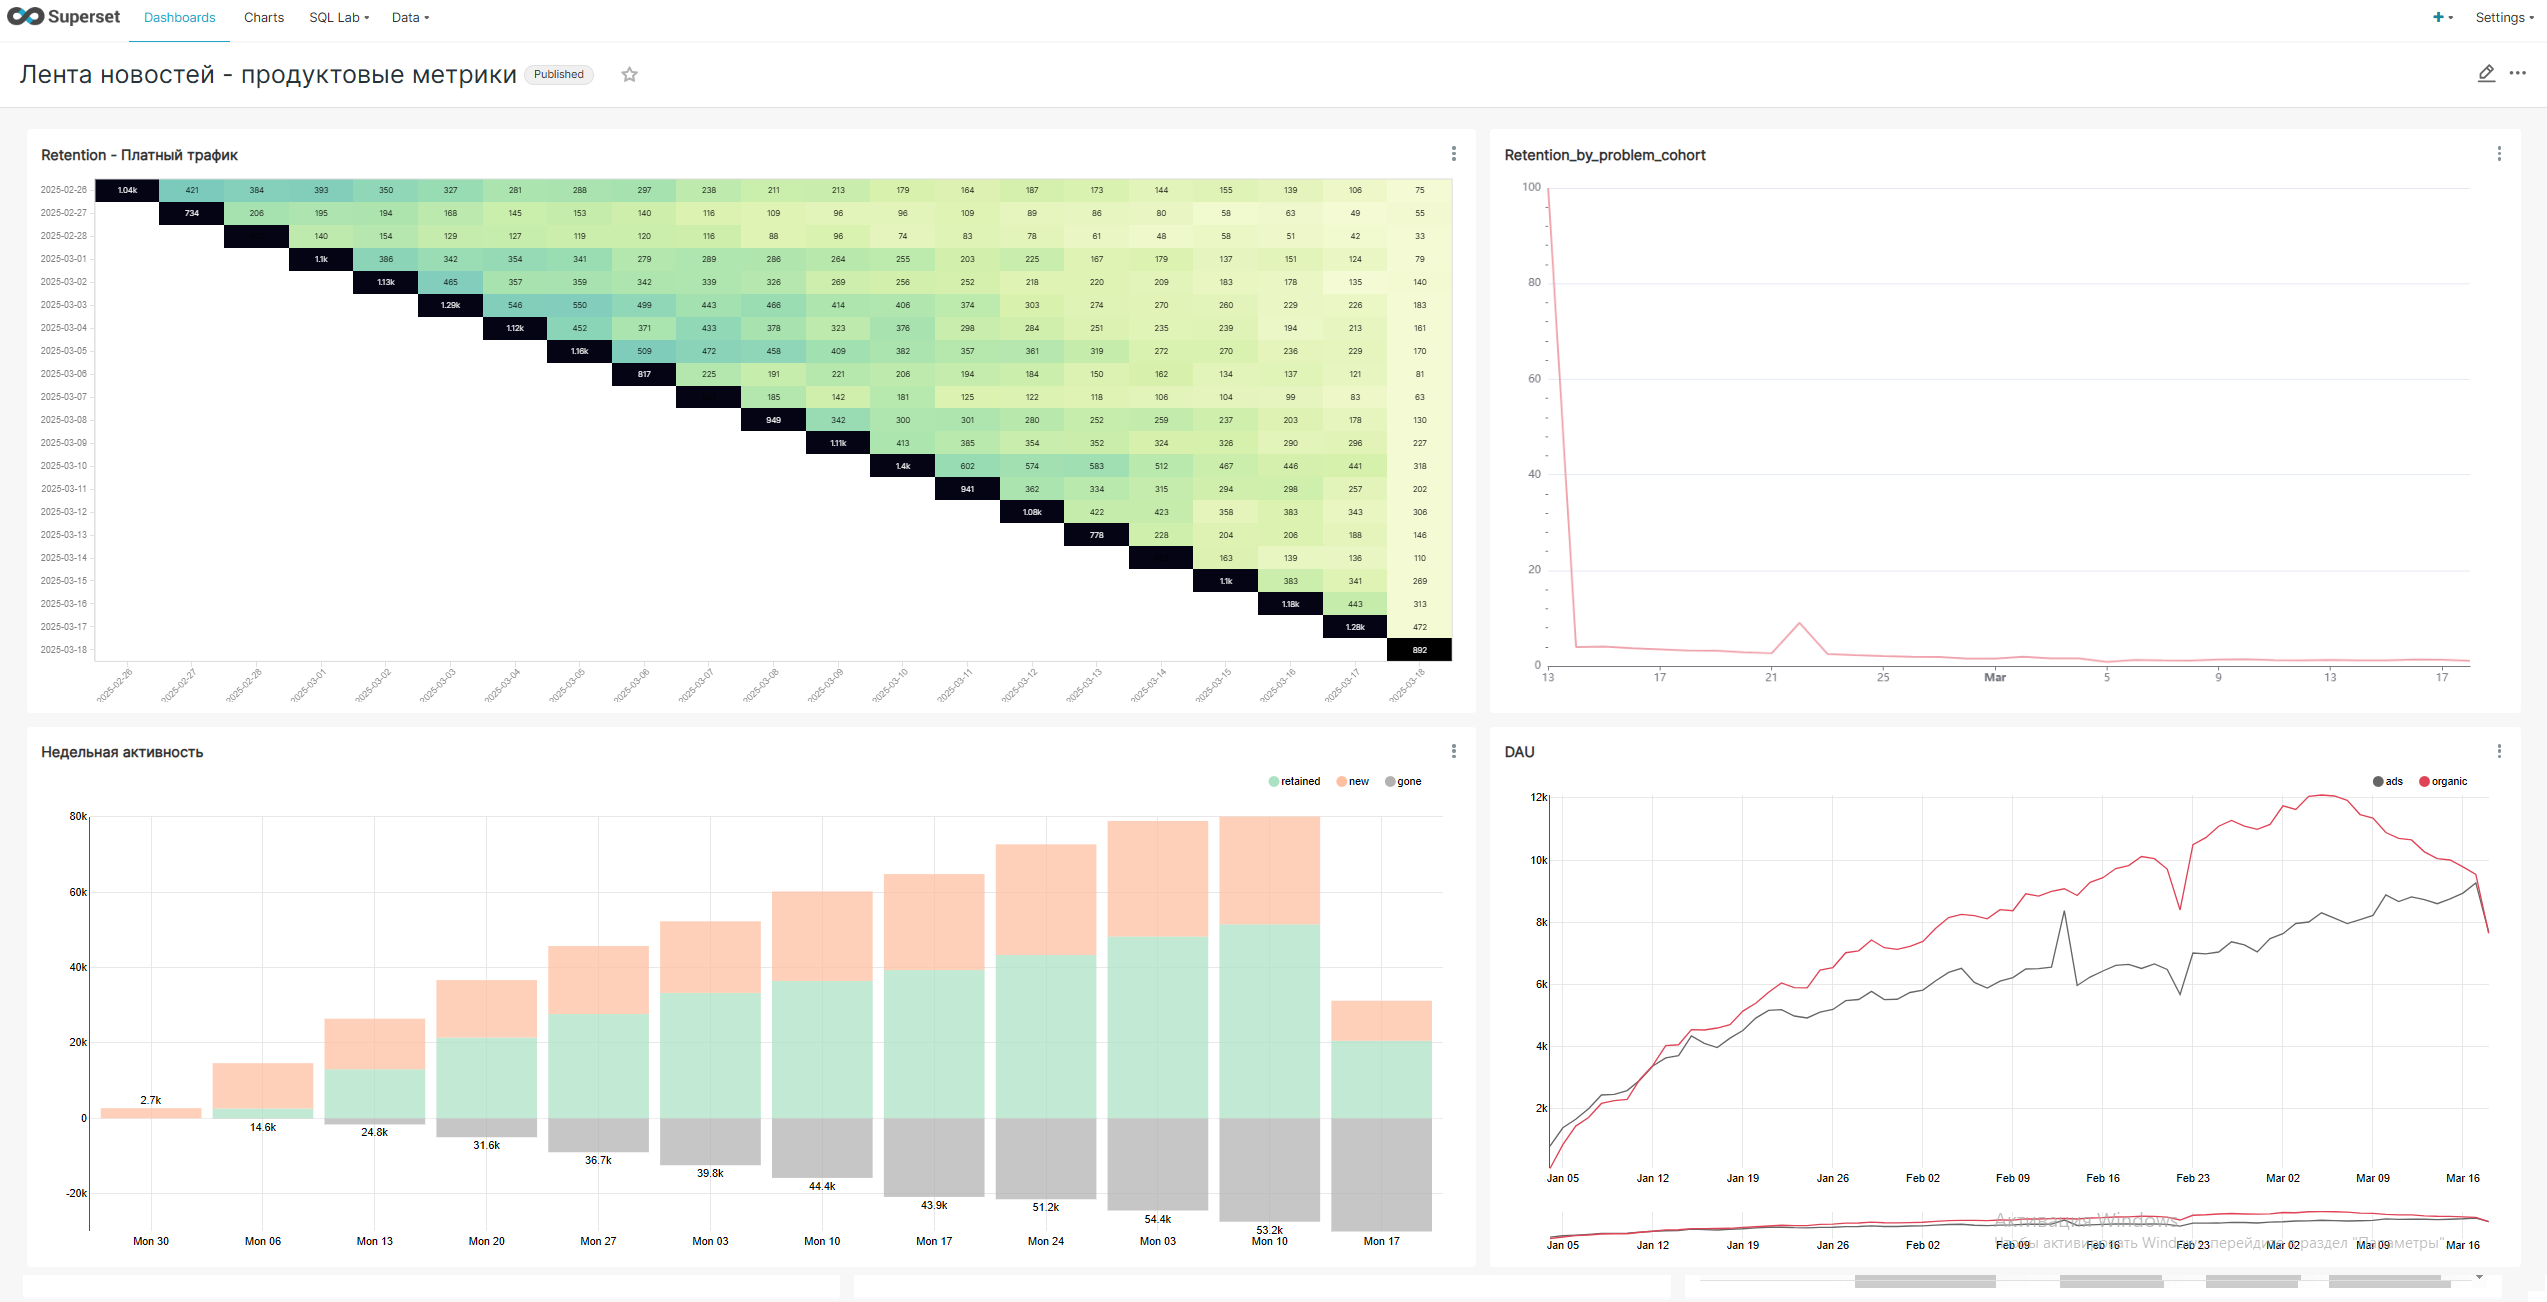 Superset Dashboards Charts SQL Lab Data Settings
Лента новостей - продуктовые метрики Published
Retention - Платный трафик
2025-02-26 1.04k 421 384 393 350 327 281 288 297 238 211 213 179 164 187 173 144 155 139 106 75
2025-02-27 734 206 195 194 168 145 153 140 116 109 96 96 109 89 86 80 58 63 49 55
2025-02-28 140 154 129 127 119 120 116 88 96 74 83 78 61 48 58 51 42 33
2025-03-01 1.1k 386 342 354 341 279 289 286 264 255 203 225 167 179 137 151 124 79
2025-03-02 1.13k 465 357 359 342 339 326 269 256 252 218 220 209 183 178 135 140
2025-03-03 1.29k 546 550 499 443 466 414 406 374 303 274 270 260 229 226 183
2025-03-04 1.12k 452 371 433 378 323 376 298 284 251 235 239 194 213 161
2025-03-05 1.16k 509 472 458 409 382 357 361 319 272 270 236 229 170
2025-03-06 817 225 191 221 206 194 184 150 162 134 137 121 81
2025-03-07 185 142 181 125 122 118 106 104 99 83 63
2025-03-08 949 342 300 301 280 252 259 237 203 178 130
2025-03-09 1.11k 413 385 354 352 324 326 290 296 227
2025-03-10 1.4k 602 574 583 512 467 446 441 318
2025-03-11 941 362 334 315 294 298 257 202
2025-03-12 1.08k 422 423 358 383 343 306
2025-03-13 778 228 204 206 188 146
2025-03-14 163 139 136 110
2025-03-15 1.1k 383 341 269
2025-03-16 1.18k 443 313
2025-03-17 1.28k 472
2025-03-18 892
2025-02-26 2025-02-27 2025-02-28 2025-03-01 2025-03-02 2025-03-03 2025-03-04 2025-03-05 2025-03-06 2025-03-07 2025-03-08 2025-03-09 2025-03-10 2025-03-11 2025-03-12 2025-03-13 2025-03-14 2025-03-15 2025-03-16 2025-03-17 2025-03-18
Retention_by_problem_cohort
100
80
60
40
20
0
13 17 21 25 Mar 5 9 13 17
Недельная активность
retained new gone
80k
60k
40k
20k
0
-20k
2.7k
14.6k
24.8k
31.6k
36.7k
39.8k
44.4k
43.9k
51.2k
54.4k
53.2k
Mon 30 Mon 06 Mon 13 Mon 20 Mon 27 Mon 03 Mon 10 Mon 17 Mon 24 Mon 03 Mon 10 Mon 17
DAU
ads organic
12k
10k
8k
6k
4k
2k
Jan 05 Jan 12 Jan 19 Jan 26 Feb 02 Feb 09 Feb 16 Feb 23 Mar 02 Mar 09 Mar 16
Активация Windows
Чтобы активировать Windows, перейдите в раздел "Параметры".
Jan 05 Jan 12 Jan 19 Jan 26 Feb 02 Feb 09 Feb 16 Feb 23 Mar 02 Mar 09 Mar 16